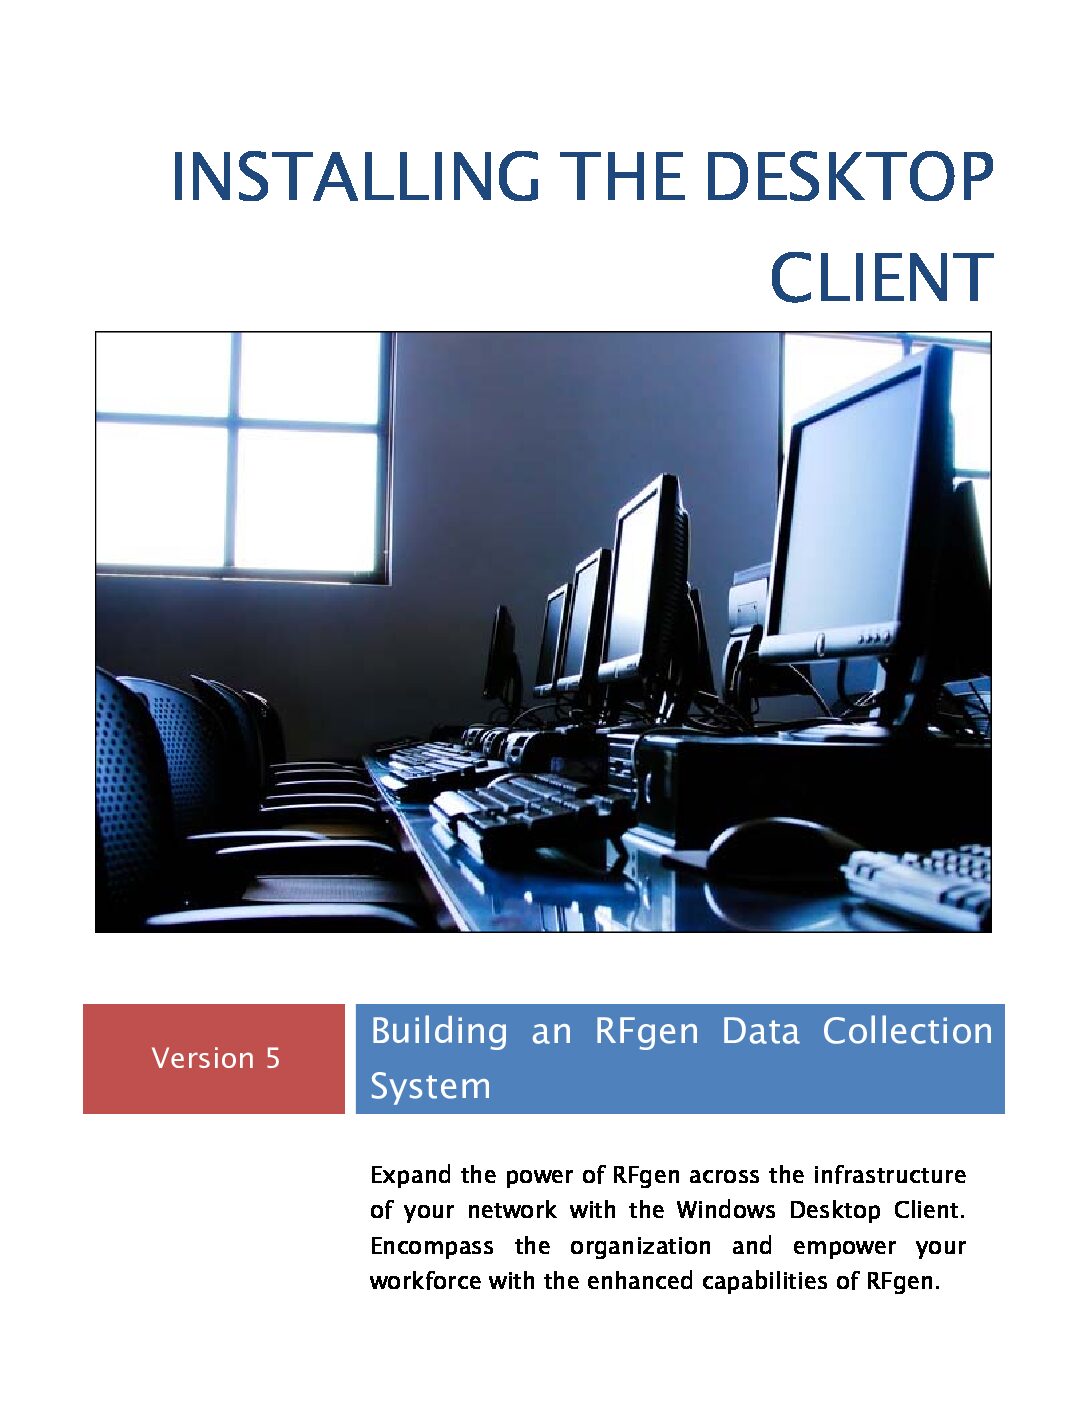 INSTALLING THE DESKTOP
CLIENT
Version 5
Building an RFgen Data Collection
System
Expand the power of RFgen across the infrastructure
of your network with the Windows Desktop Client.
Encompass the organization and empower your
workforce with the enhanced capabilities of RFgen.